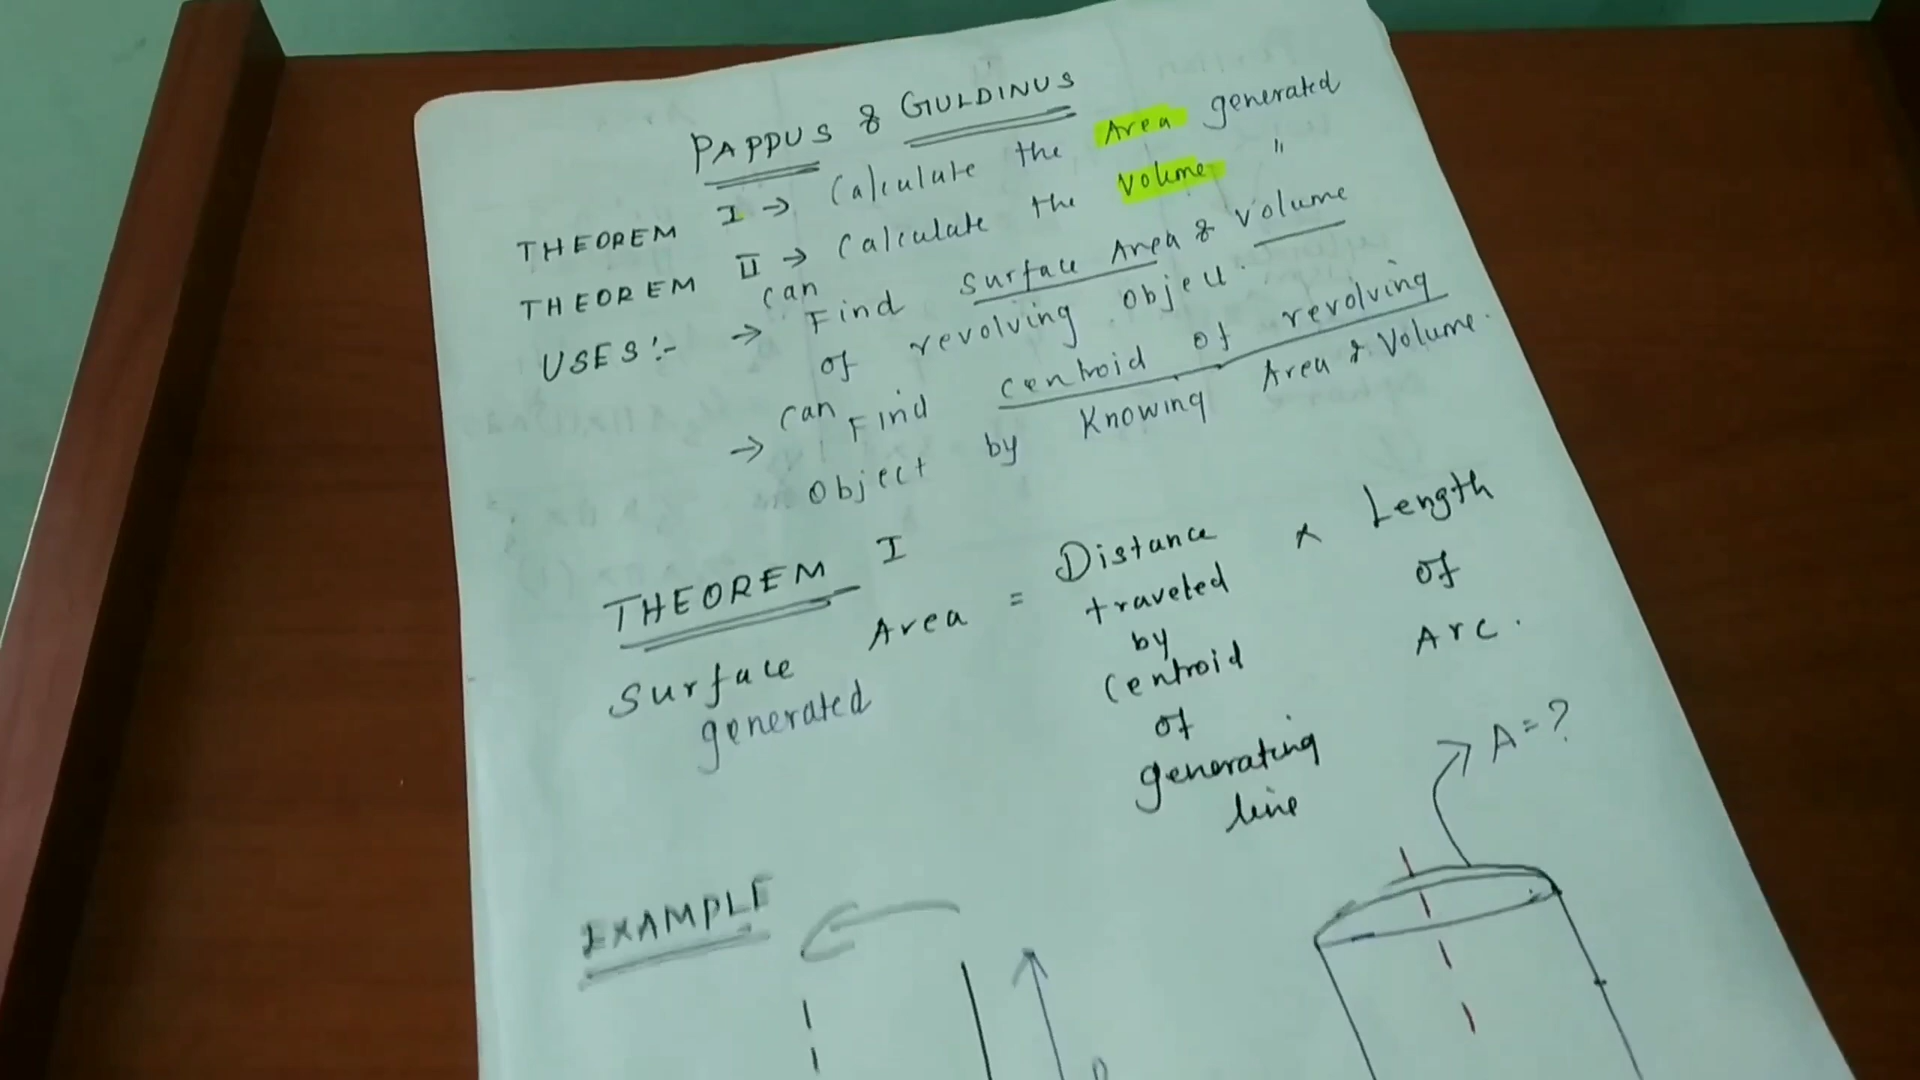 PAPPUS & GULDINUS
THEOREM I → Calculate the Area generated
THEOREM II → Calculate the Volume "
USES :- → can Find Surface Area & Volume
of revolving object.
→ can Find centroid of revolving
object by Knowing Area & Volume.
THEOREM I
Surface Area generated = Distance traveled by centroid of generating line × Length of Arc.
A = ?
EXAMPLE